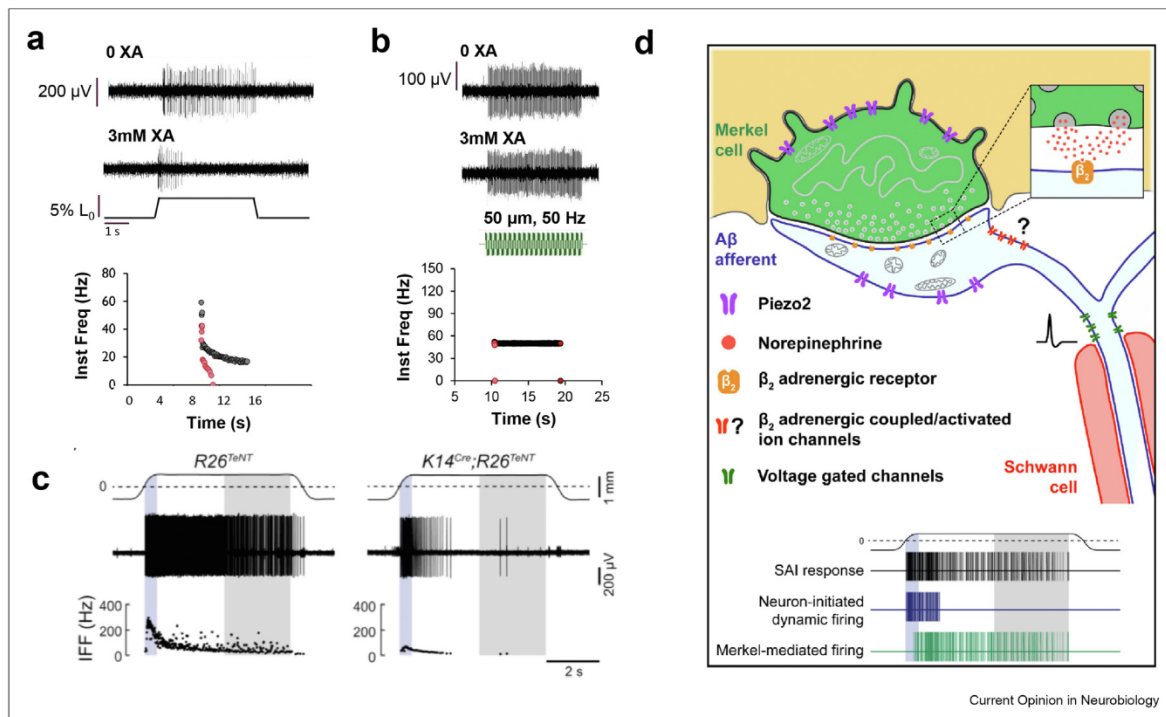 a
0 XA
200 µV
3mM XA
5% L0
1 s
Inst Freq (Hz)
80
60
40
20
0
0 4 8 12 16
Time (s)
b
0 XA
100 µV
3mM XA
50 µm, 50 Hz
Inst Freq (Hz)
150
120
90
60
30
0
5 10 15 20 25
Time (s)
c
R26TeNT
K14Cre;R26TeNT
0
1 mm
200 µV
IFF (Hz)
400
200
0
400
200
0
2 s
d
Merkel
cell
β2
Aβ
afferent
?
Piezo2
Norepinephrine
β2
β2 adrenergic receptor
?
β2 adrenergic coupled/activated
ion channels
Voltage gated channels
Schwann
cell
0
SAI response
Neuron-initiated
dynamic firing
Merkel-mediated firing
Current Opinion in Neurobiology